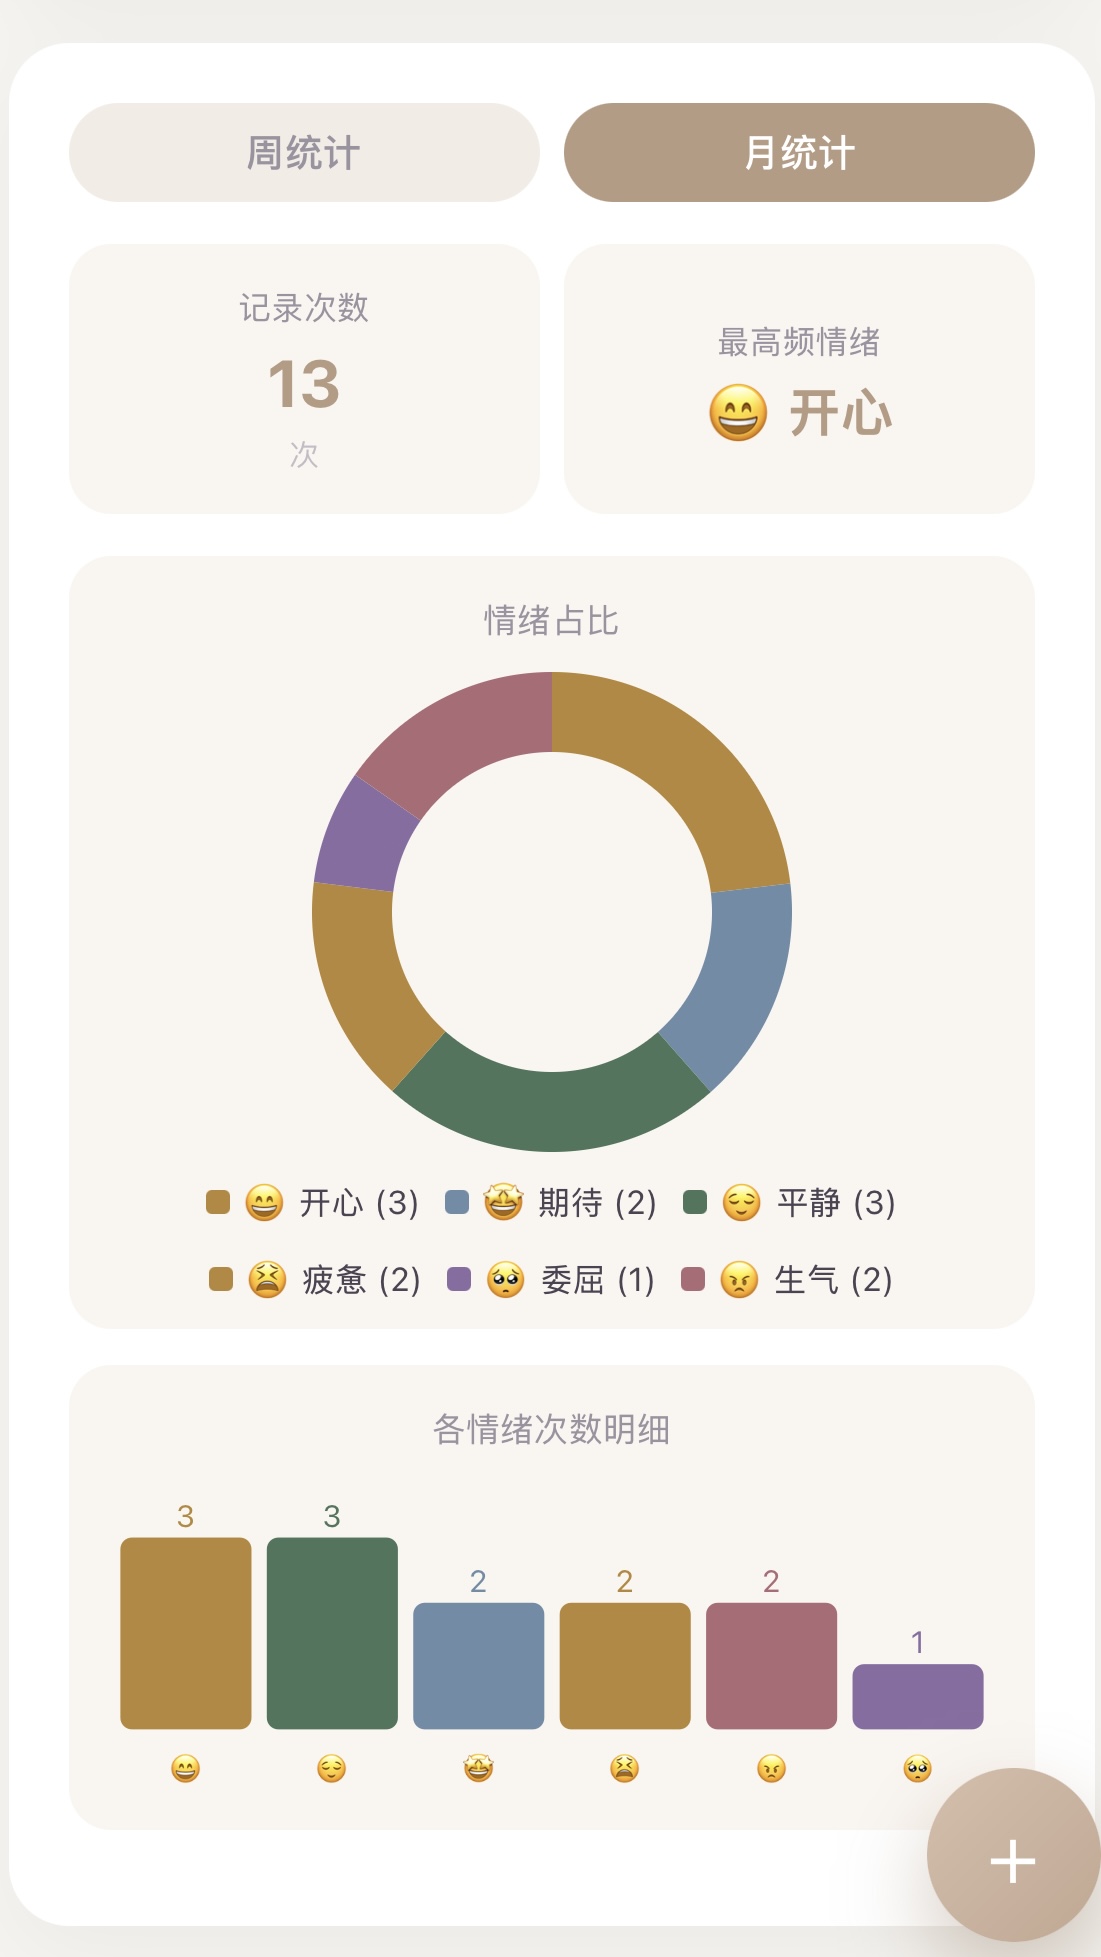 周统计 月统计
记录次数
13
次
最高频情绪
😄 开心
情绪占比
😄 开心 (3) 🤩 期待 (2) 😌 平静 (3)
😫 疲惫 (2) 🥺 委屈 (1) 😠 生气 (2)
各情绪次数明细
3 3 2 2 2 1
😄 😌 🤩 😫 😠 🥺
+